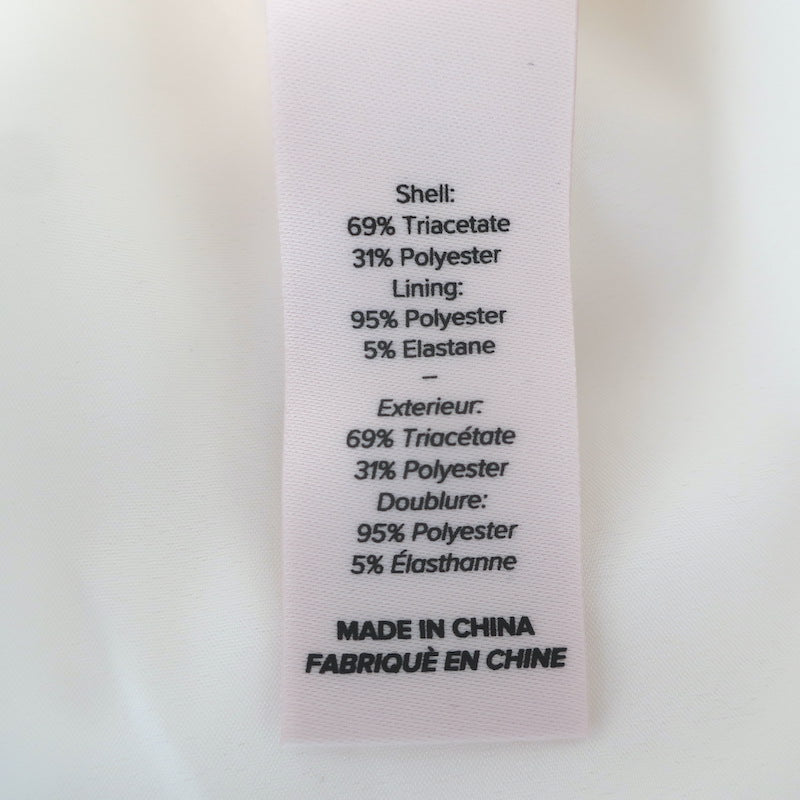 Shell:
69% Triacetate
31% Polyester
Lining:
95% Polyester
5% Elastane
–
Exterieur:
69% Triacétate
31% Polyester
Doublure:
95% Polyester
5% Élasthanne
MADE IN CHINA
FABRIQUÈ EN CHINE